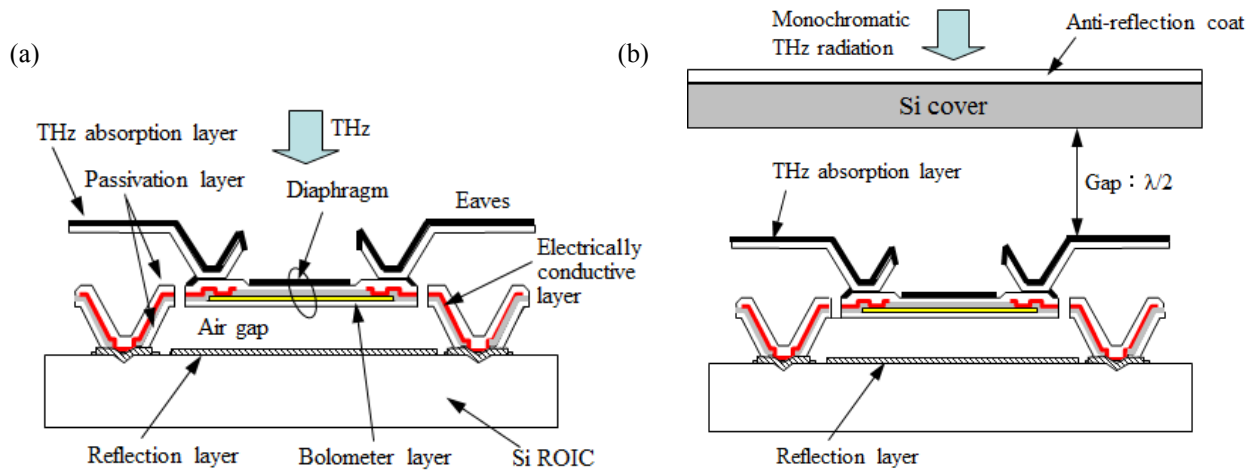 (a)
THz
THz absorption layer
Passivation layer
Diaphragm
Eaves
Electrically
conductive
layer
Air gap
Reflection layer
Bolometer layer
Si ROIC
(b)
Monochromatic
THz radiation
Anti-reflection coat
Si cover
THz absorption layer
Gap：λ/2
Reflection layer